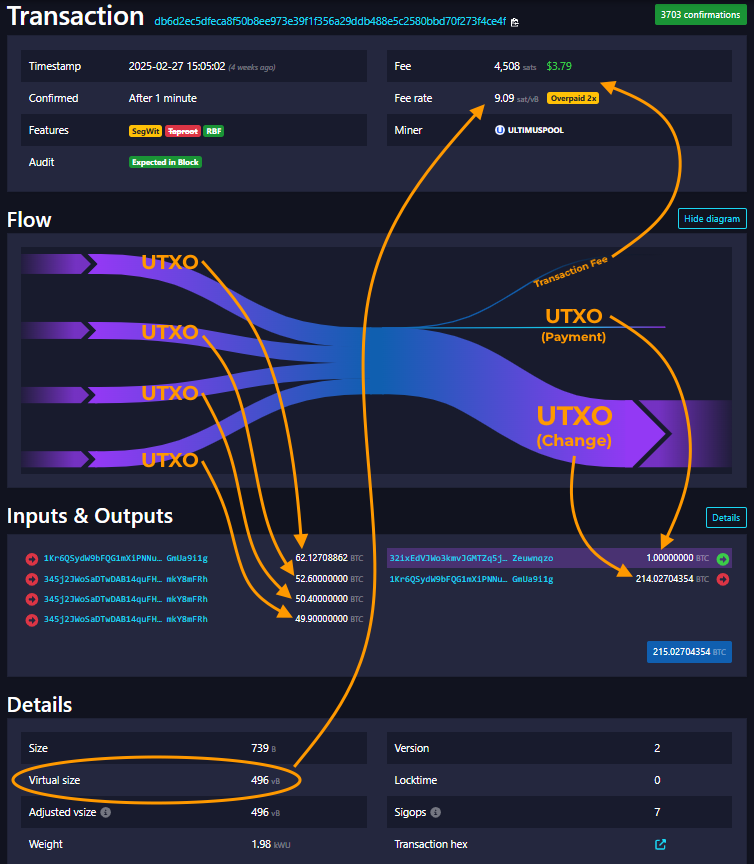 Transaction db6d2ec5dfeca8f50b8ee973e39f1f356a29ddb488e5c2580bbd70f273f4ce4f 3703 confirmations
Timestamp 2025-02-27 15:05:02 (4 weeks ago)
Confirmed After 1 minute
Features SegWit Taproot RBF
Audit Expected in Block
Fee 4,508 sats $3.79
Fee rate 9.09 sat/vB Overpaid 2x
Miner ULTIMUSPOOL
Flow Hide diagram
UTXO
UTXO
UTXO
UTXO
Transaction Fee
UTXO
(Payment)
UTXO
(Change)
Inputs & Outputs Details
1Kr6QSydW9bFQG1mXiPNNu… GmUa9i1g 62.12708862 BTC
345j2JWoSaDTwDAB14quFH… mkY8mFRh 52.60000000 BTC
345j2JWoSaDTwDAB14quFH… mkY8mFRh 50.40000000 BTC
345j2JWoSaDTwDAB14quFH… mkY8mFRh 49.90000000 BTC
32ixEdVJWo3kmvJGMTZq5j… Zeuwnqzo 1.00000000 BTC
1Kr6QSydW9bFQG1mXiPNNu… GmUa9i1g 214.02704354 BTC
215.02704354 BTC
Details
Size 739 B
Virtual size 496 vB
Adjusted vsize 496 vB
Weight 1.98 kWU
Version 2
Locktime 0
Sigops 7
Transaction hex